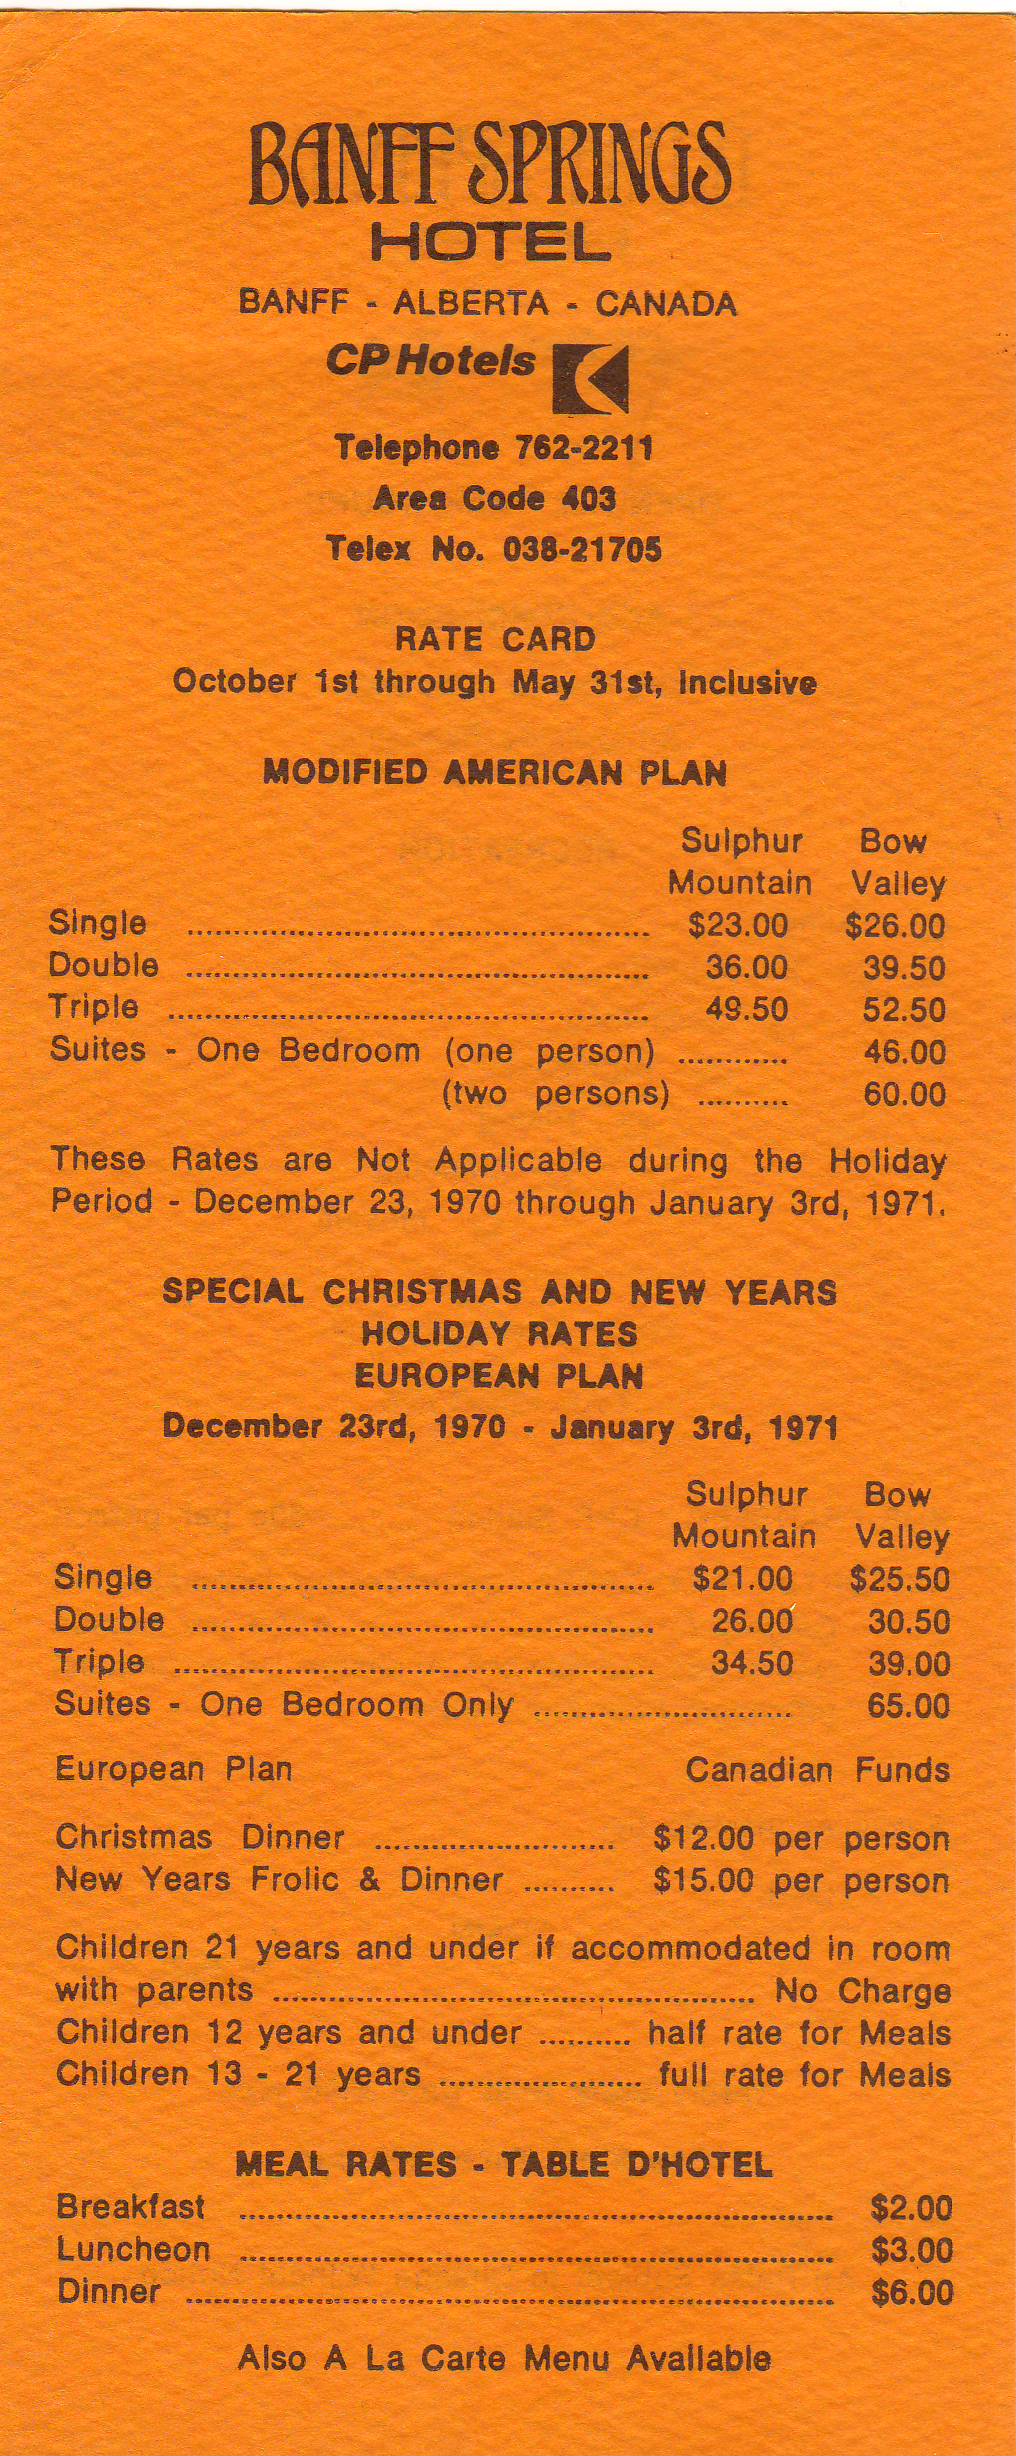 BANFF SPRINGS
HOTEL
BANFF - ALBERTA - CANADA
CP Hotels
Telephone 762-2211
Area Code 403
Telex No. 038-21705
RATE CARD
October 1st through May 31st, Inclusive
MODIFIED AMERICAN PLAN
Sulphur Bow
Mountain Valley
Single ........................ $23.00 $26.00
Double ........................ 36.00 39.50
Triple ........................ 49.50 52.50
Suites - One Bedroom (one person) ............ 46.00
(two persons) .......... 60.00
These Rates are Not Applicable during the Holiday
Period - December 23, 1970 through January 3rd, 1971.
SPECIAL CHRISTMAS AND NEW YEARS
HOLIDAY RATES
EUROPEAN PLAN
December 23rd, 1970 - January 3rd, 1971
Sulphur Bow
Mountain Valley
Single ........................ $21.00 $25.50
Double ........................ 26.00 30.50
Triple ........................ 34.50 39.00
Suites - One Bedroom Only ........................ 65.00
European Plan Canadian Funds
Christmas Dinner ........................ $12.00 per person
New Years Frolic & Dinner .......... $15.00 per person
Children 21 years and under if accommodated in room
with parents ........................ No Charge
Children 12 years and under .......... half rate for Meals
Children 13 - 21 years ...................... full rate for Meals
MEAL RATES - TABLE D'HOTEL
Breakfast ........................ $2.00
Luncheon ........................ $3.00
Dinner ........................ $6.00
Also A La Carte Menu Available